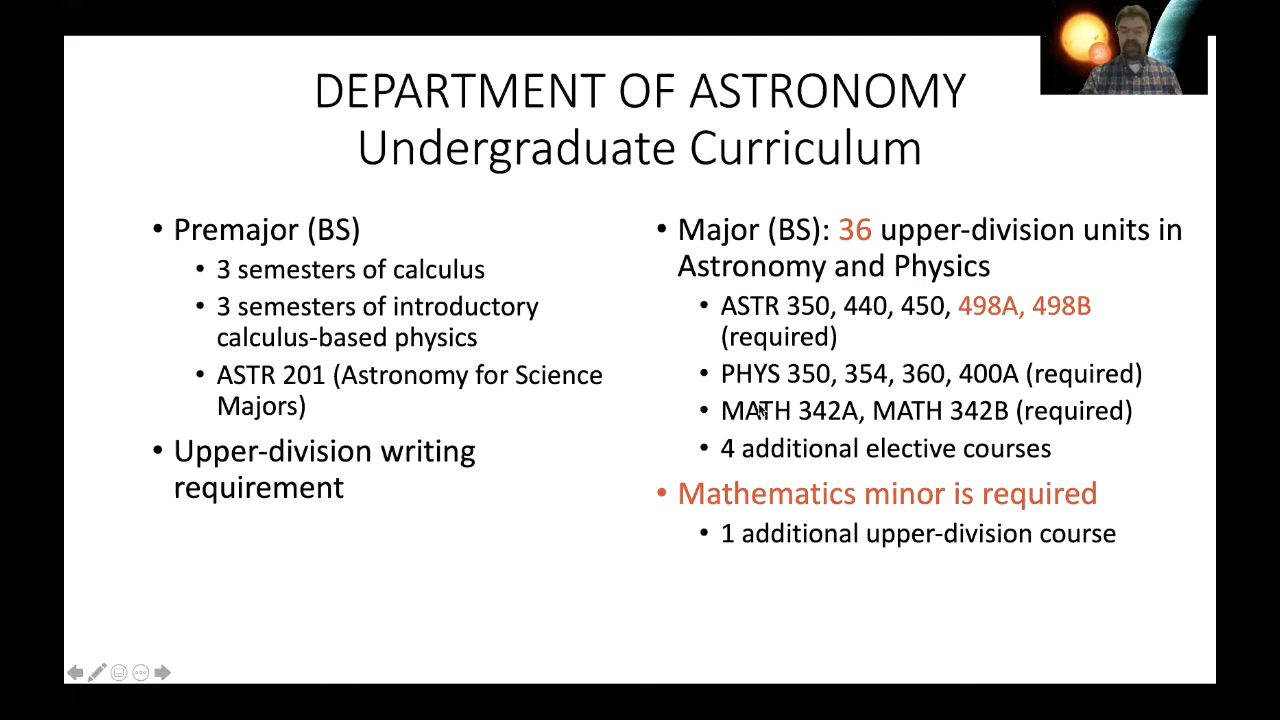 DEPARTMENT OF ASTRONOMY
Undergraduate Curriculum
• Premajor (BS)
• 3 semesters of calculus
• 3 semesters of introductory
calculus-based physics
• ASTR 201 (Astronomy for Science
Majors)
• Upper-division writing
requirement
• Major (BS): 36 upper-division units in
Astronomy and Physics
• ASTR 350, 440, 450, 498A, 498B
(required)
• PHYS 350, 354, 360, 400A (required)
• MATH 342A, MATH 342B (required)
• 4 additional elective courses
• Mathematics minor is required
• 1 additional upper-division course